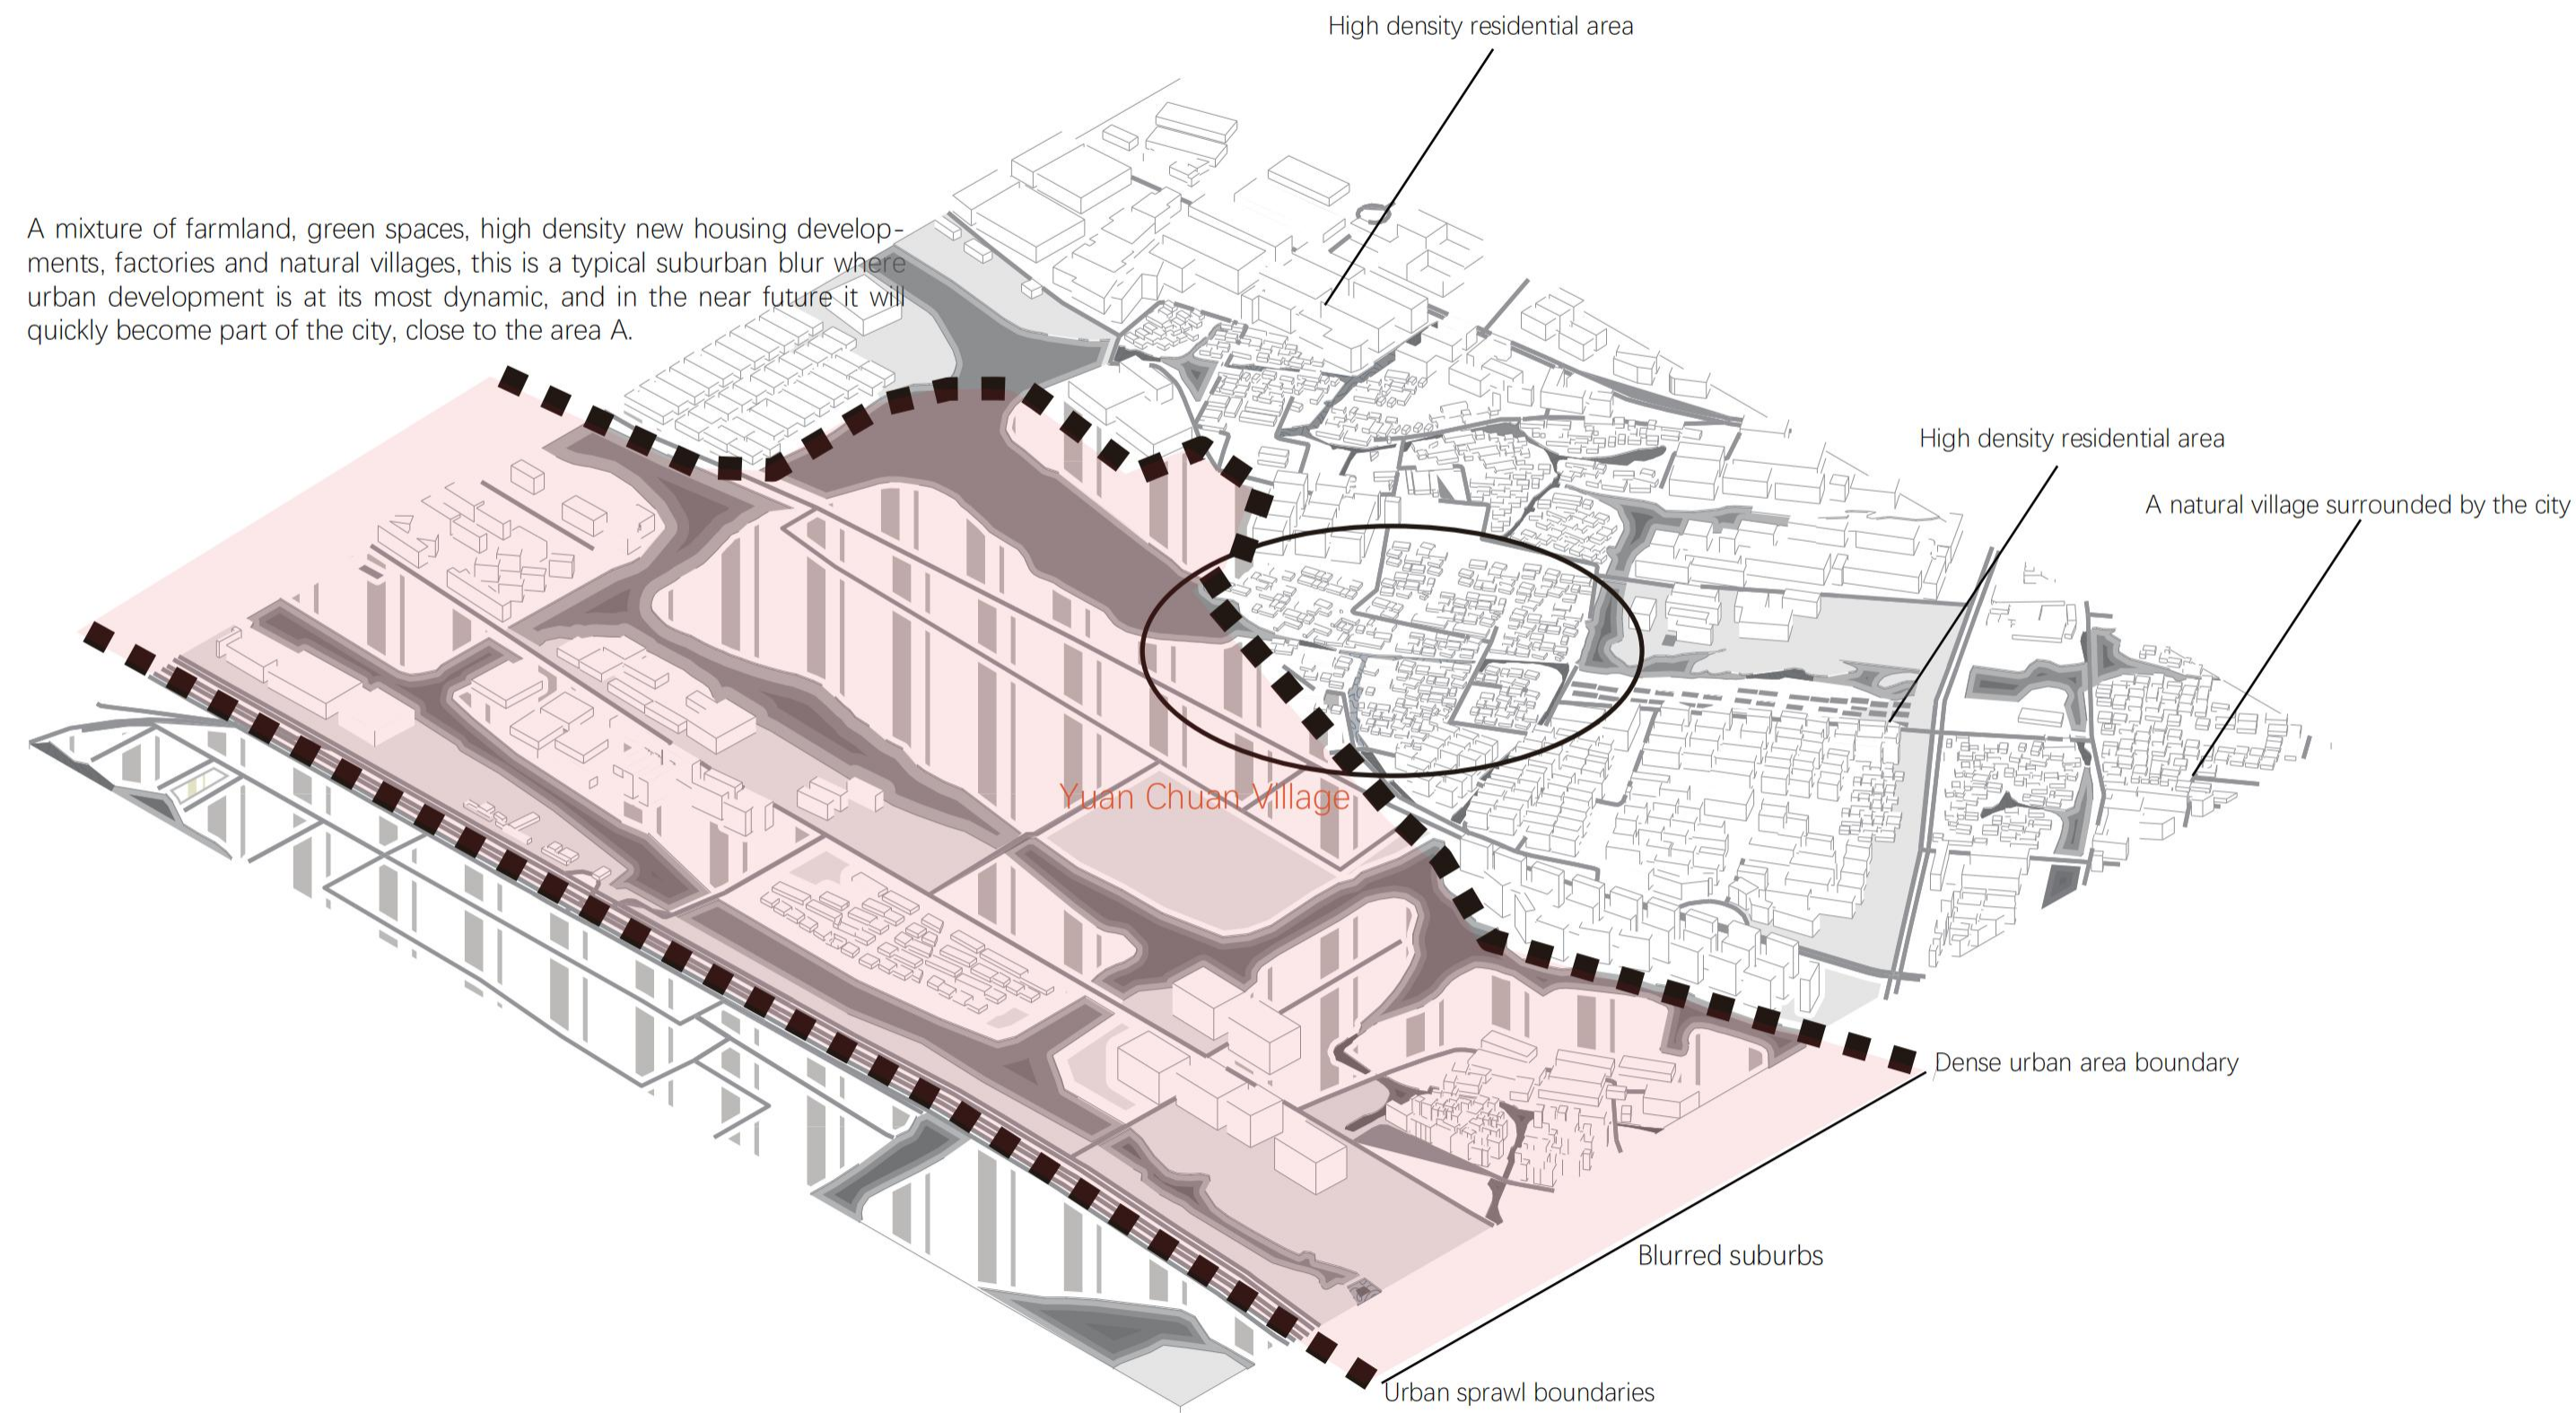 High density residential area
A mixture of farmland, green spaces, high density new housing develop-
ments, factories and natural villages, this is a typical suburban blur where
urban development is at its most dynamic, and in the near future it will
quickly become part of the city, close to the area A.
High density residential area
A natural village surrounded by the city
Yuan Chuan Village
Dense urban area boundary
Blurred suburbs
Urban sprawl boundaries